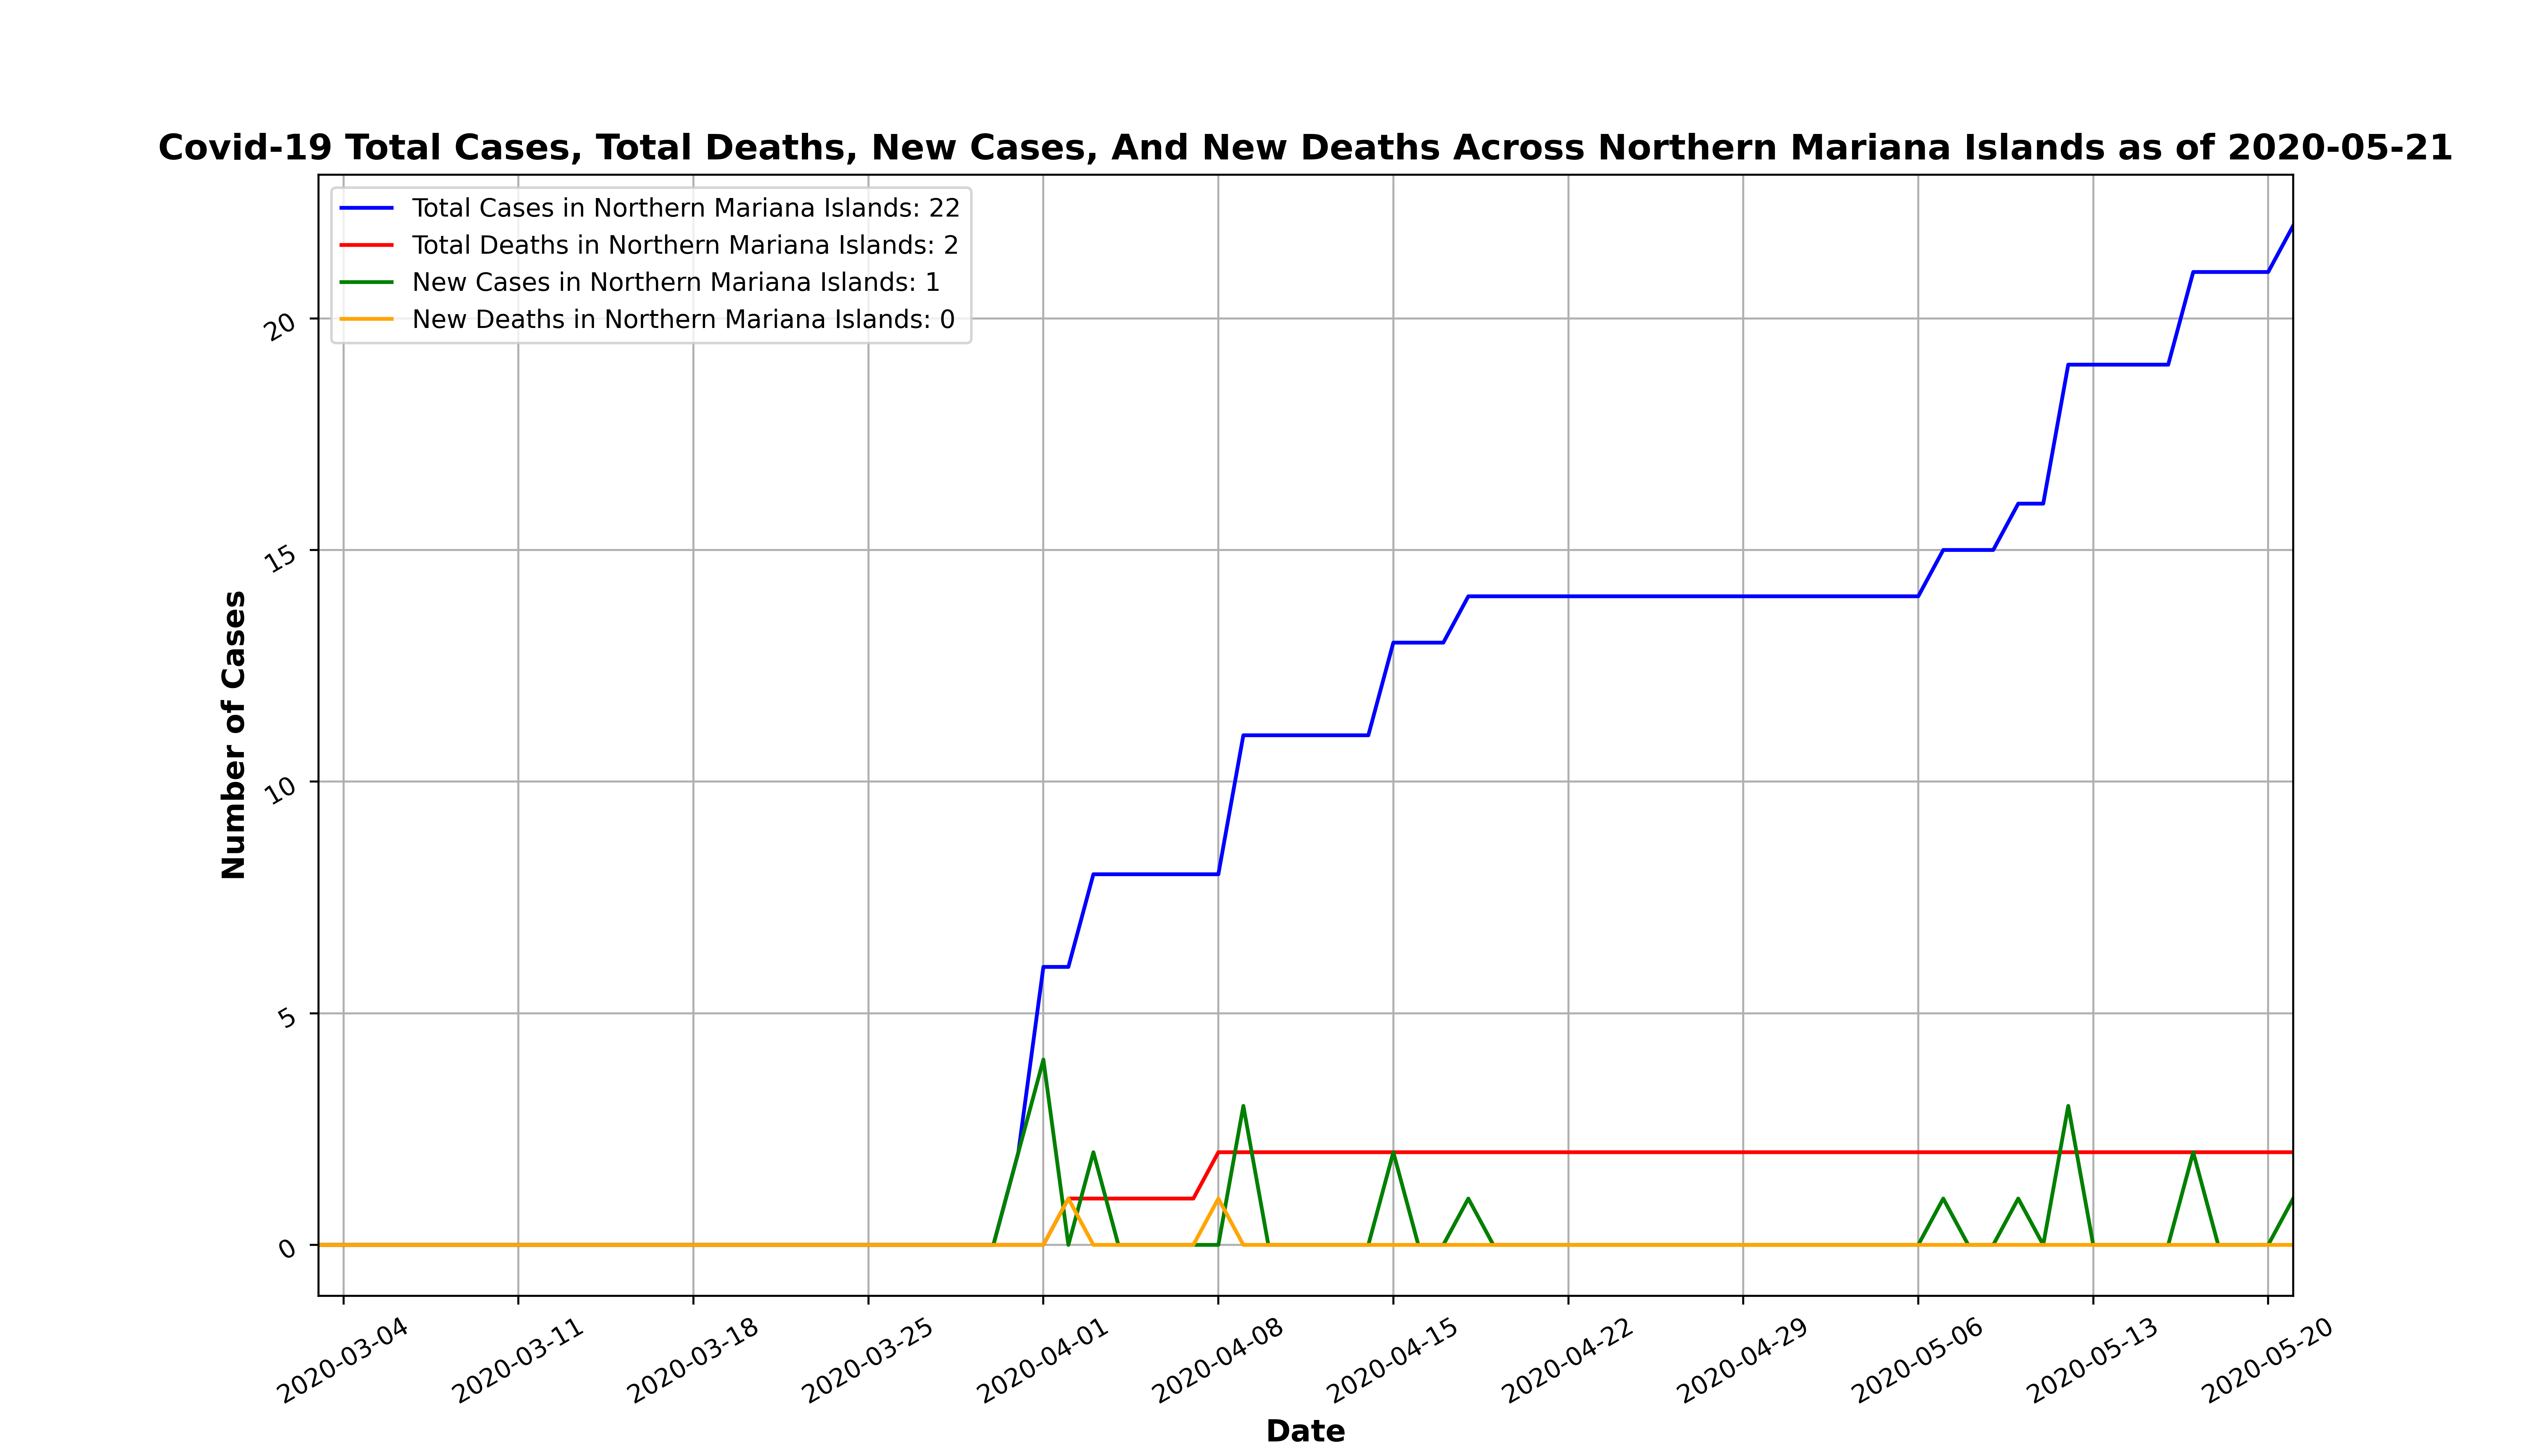 Covid-19 Total Cases, Total Deaths, New Cases, And New Deaths Across Northern Mariana Islands as of 2020-05-21
Total Cases in Northern Mariana Islands: 22
Total Deaths in Northern Mariana Islands: 2
New Cases in Northern Mariana Islands: 1
New Deaths in Northern Mariana Islands: 0
Number of Cases
20
15
10
5
0
2020-03-04
2020-03-11
2020-03-18
2020-03-25
2020-04-01
2020-04-08
2020-04-15
2020-04-22
2020-04-29
2020-05-06
2020-05-13
2020-05-20
Date